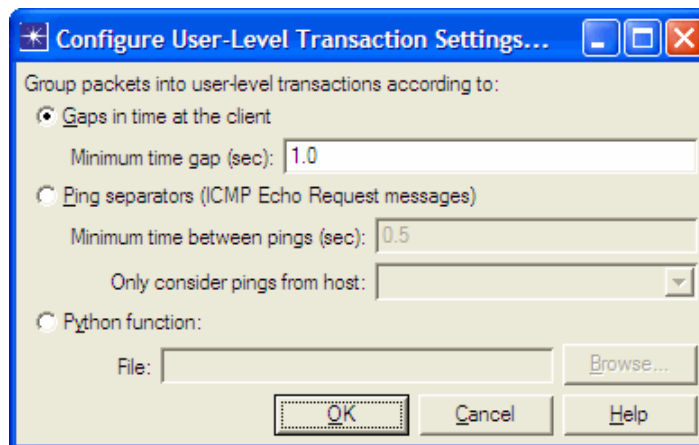 Configure User-Level Transaction Settings...
Group packets into user-level transactions according to:
Gaps in time at the client
Minimum time gap (sec): 1.0
Ping separators (ICMP Echo Request messages)
Minimum time between pings (sec): 0.5
Only consider pings from host:
Python function:
File: Browse...
OK Cancel Help